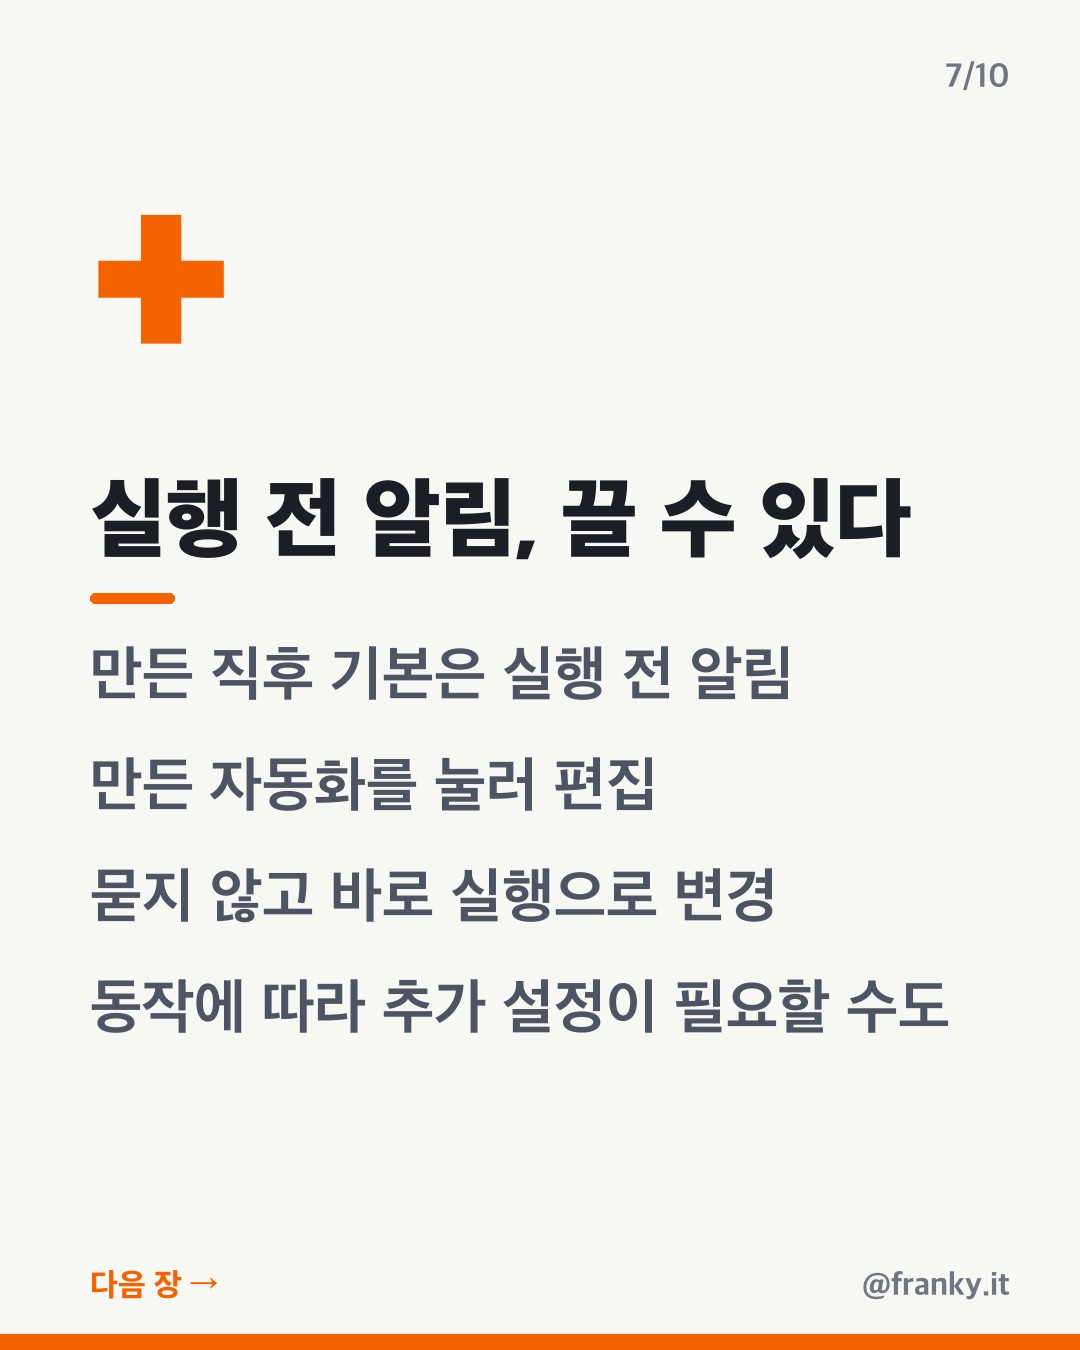 7/10
실행 전 알림, 끌 수 있다
만든 직후 기본은 실행 전 알림
만든 자동화를 눌러 편집
묻지 않고 바로 실행으로 변경
동작에 따라 추가 설정이 필요할 수도
다음 장 →
@franky.it